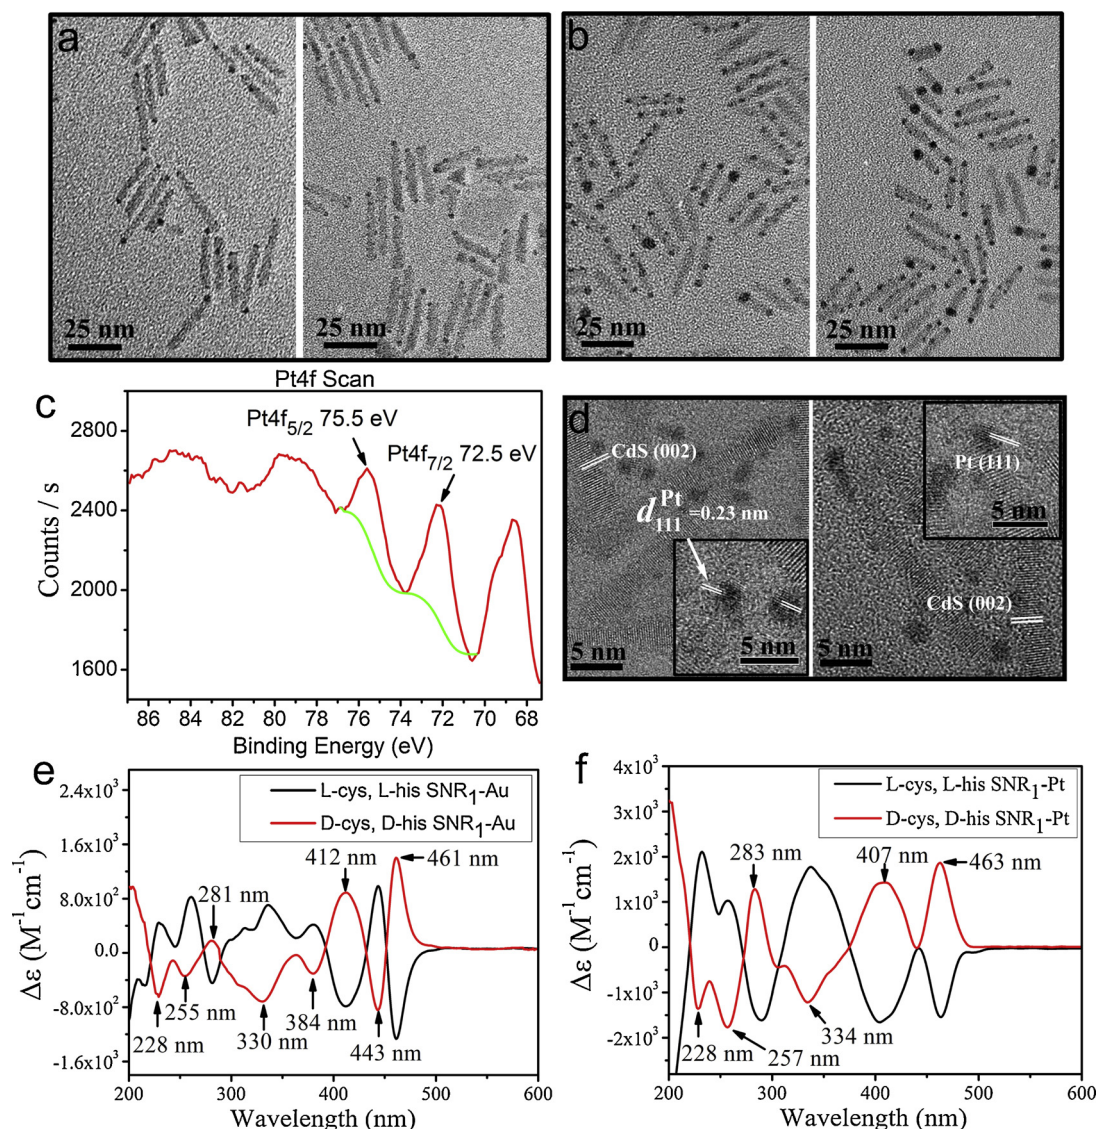 a
25 nm
25 nm
b
25 nm
25 nm
Pt4f Scan
c
Pt4f5/2 75.5 eV
Pt4f7/2 72.5 eV
2800
2400
2000
1600
Counts / s
86 84 82 80 78 76 74 72 70 68
Binding Energy (eV)
d
CdS (002)
d Pt 111 =0.23 nm
5 nm
5 nm
Pt (111)
5 nm
CdS (002)
5 nm
e
L-cys, L-his SNR1-Au
D-cys, D-his SNR1-Au
2.4x10³
1.6x10³
8.0x10²
0.0
-8.0x10²
-1.6x10³
Δε (M⁻¹cm⁻¹)
412 nm
461 nm
281 nm
255 nm
228 nm
330 nm
384 nm
443 nm
200 300 400 500 600
Wavelength (nm)
f
L-cys, L-his SNR1-Pt
D-cys, D-his SNR1-Pt
4x10³
3x10³
2x10³
1x10³
0
-1x10³
-2x10³
Δε (M⁻¹cm⁻¹)
283 nm
407 nm
463 nm
334 nm
228 nm
257 nm
200 300 400 500 600
Wavelength (nm)